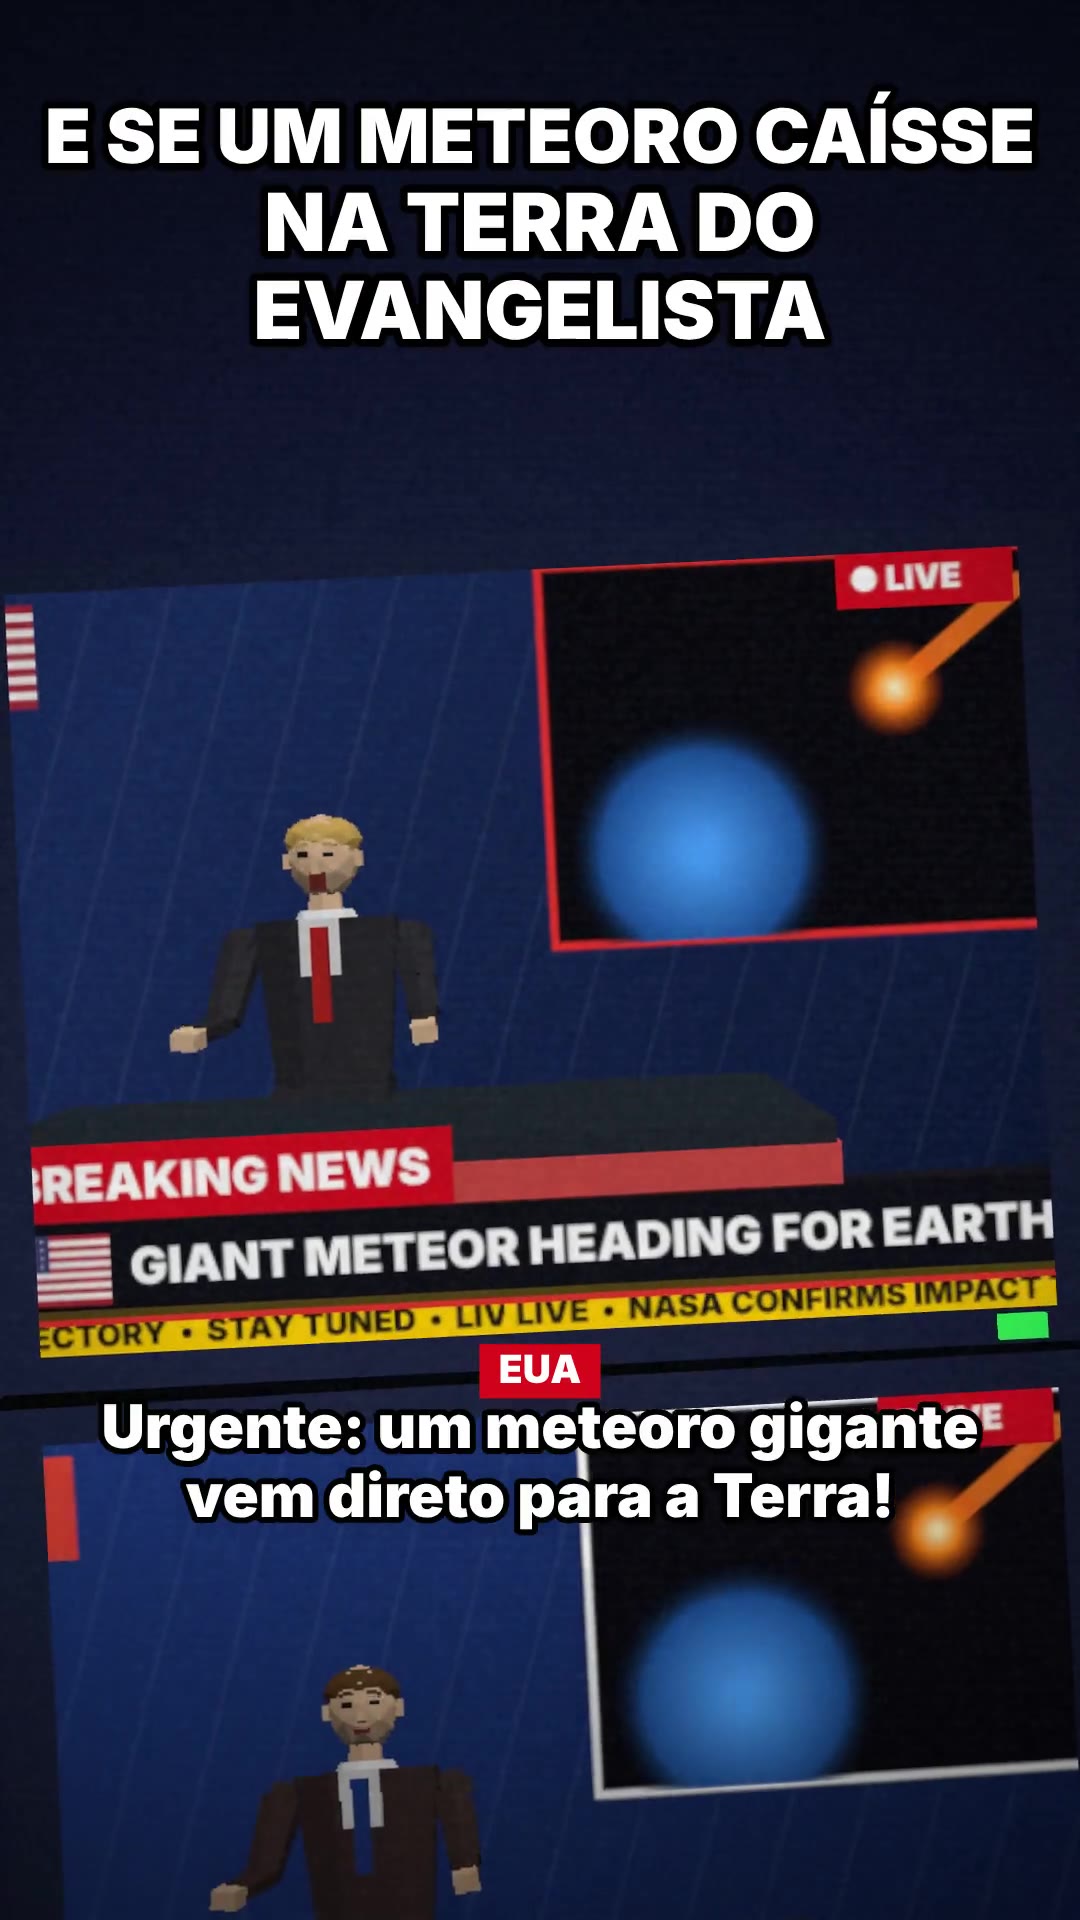 E SE UM METEORO CAÍSSE
NA TERRA DO
EVANGELISTA
LIVE
BREAKING NEWS
GIANT METEOR HEADING FOR EARTH
ECTORY • STAY TUNED • LIV LIVE • NASA CONFIRMS IMPACT
EUA
Urgente: um meteoro gigante
vem direto para a Terra!